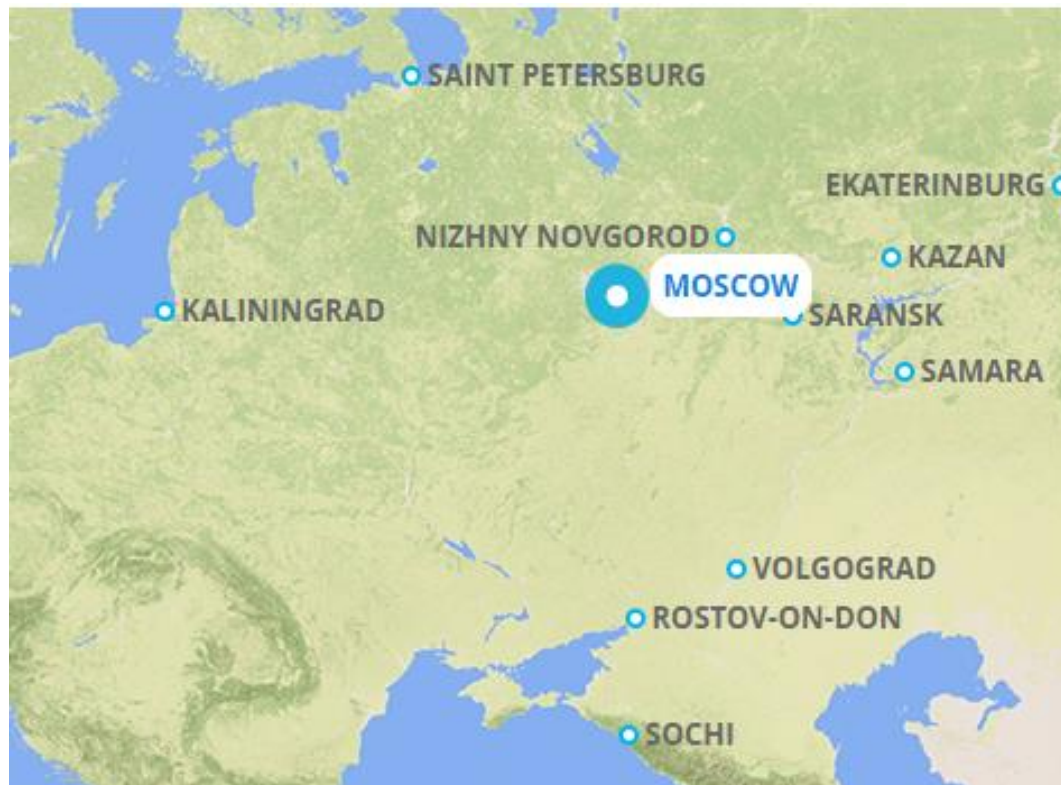 SAINT PETERSBURG
EKATERINBURG
NIZHNY NOVGOROD
KAZAN
MOSCOW
KALININGRAD
SARANSK
SAMARA
VOLGOGRAD
ROSTOV-ON-DON
SOCHI